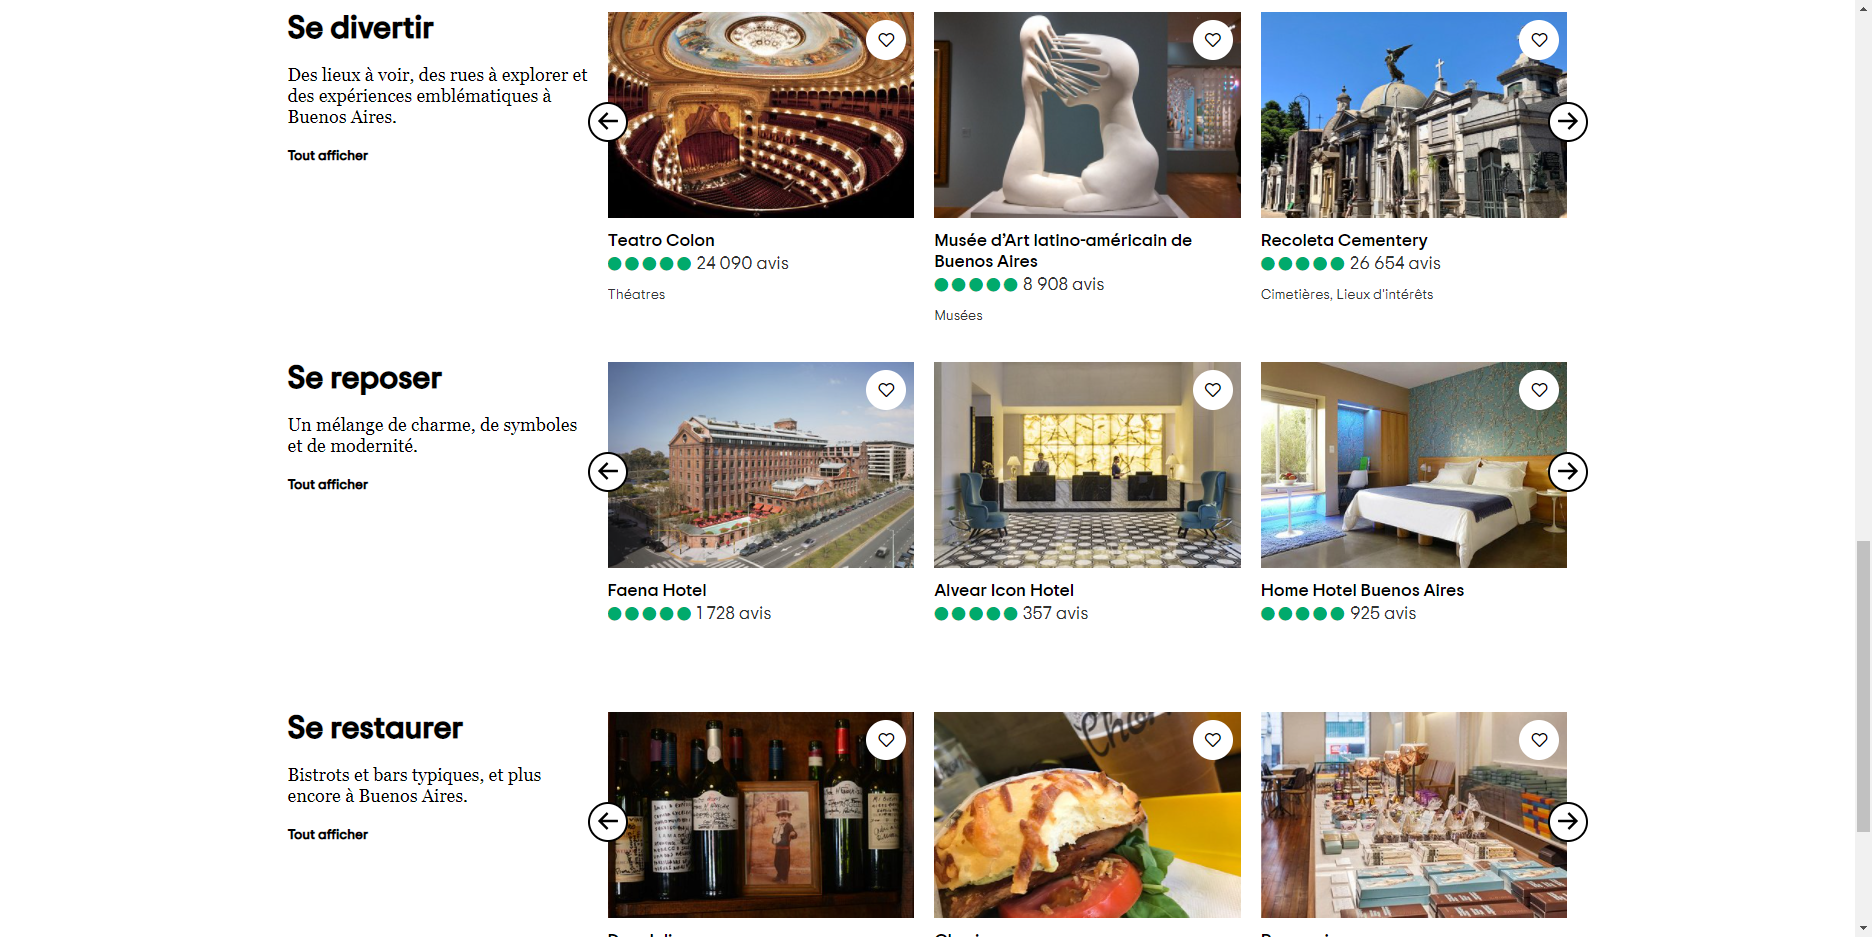 Se divertir
Des lieux à voir, des rues à explorer et
des expériences emblématiques à
Buenos Aires.
Tout afficher
Teatro Colon
24 090 avis
Théatres
Musée d’Art latino-américain de
Buenos Aires
8 908 avis
Musées
Recoleta Cementery
26 654 avis
Cimetières, Lieux d'intérêts
Se reposer
Un mélange de charme, de symboles
et de modernité.
Tout afficher
Faena Hotel
1 728 avis
Alvear Icon Hotel
357 avis
Home Hotel Buenos Aires
925 avis
Se restaurer
Bistrots et bars typiques, et plus
encore à Buenos Aires.
Tout afficher